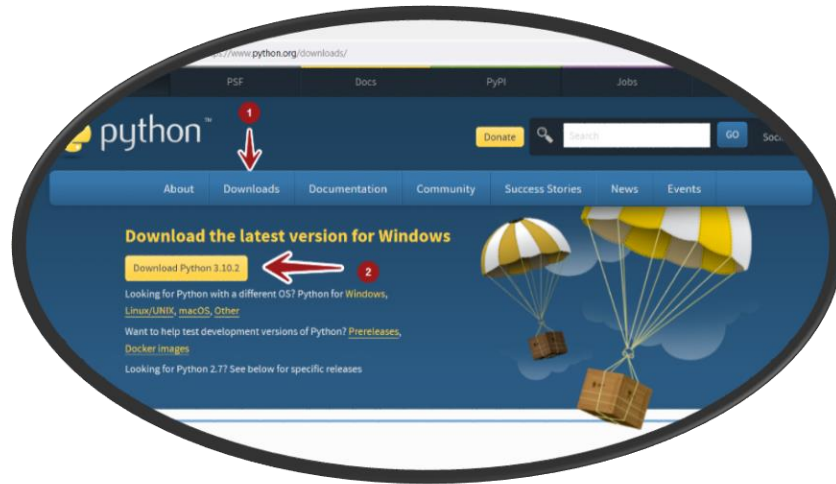 ://www.python.org/downloads/
PSF Docs PyPI Jobs
1
python™
Donate Search GO
About Downloads Documentation Community Success Stories News Events
Download the latest version for Windows
Download Python 3.10.2
2
Looking for Python with a different OS? Python for Windows,
Linux/UNIX, macOS, Other
Want to help test development versions of Python? Prereleases,
Docker images
Looking for Python 2.7? See below for specific releases